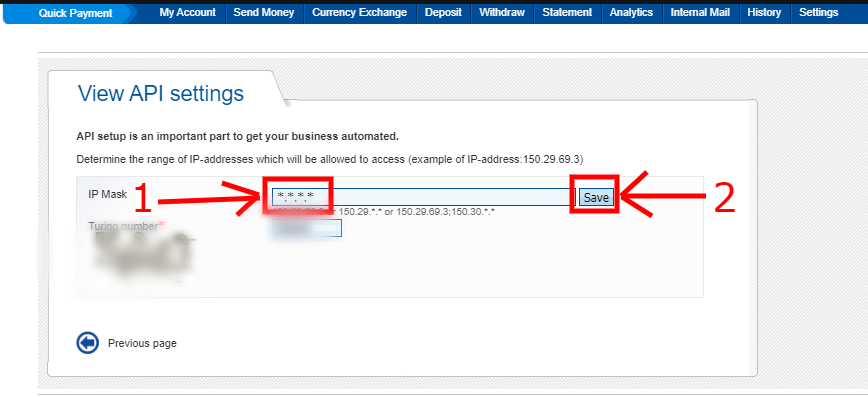 Quick Payment My Account Send Money Currency Exchange Deposit Withdraw Statement Analytics Internal Mail History Settings
View API settings
API setup is an important part to get your business automated.
Determine the range of IP-addresses which will be allowed to access (example of IP-address:150.29.69.3)
IP Mask 1 *.*.*.* Save 2
or 150.29.*.* or 150.29.69.3;150.30.*.*
Turing number*
Previous page